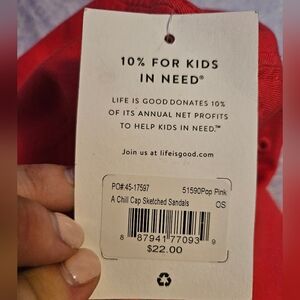 10% FOR KIDS
IN NEED®
LIFE IS GOOD DONATES 10%
OF ITS ANNUAL NET PROFITS
TO HELP KIDS IN NEED.™
Join us at lifeisgood.com
PO#:45-17597 51590Pop Pink
A Chill Cap Sketched Sandals OS
8 87941 77093 9
$22.00